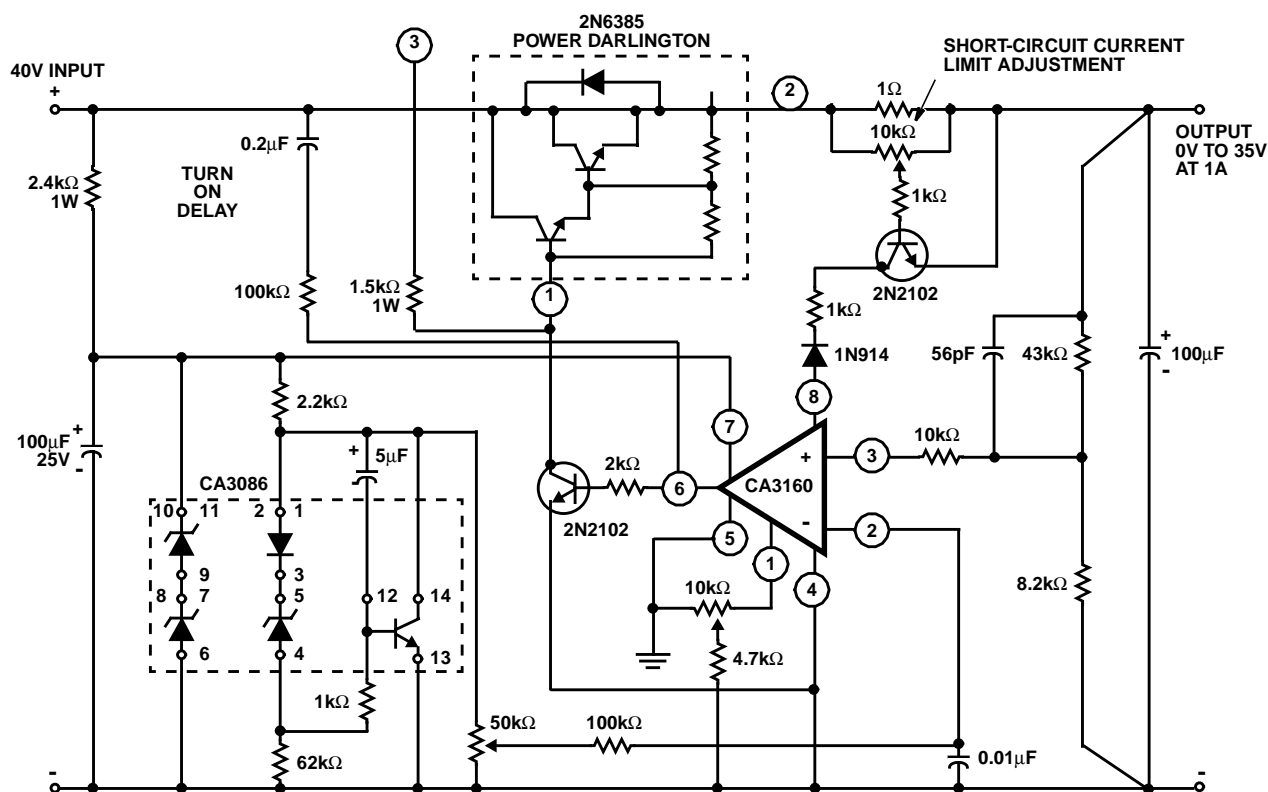 2N6385
POWER DARLINGTON
3
SHORT-CIRCUIT CURRENT
LIMIT ADJUSTMENT
40V INPUT
+
2
1Ω
10kΩ
OUTPUT
0V TO 35V
AT 1A
0.2μF
TURN
ON
DELAY
2.4kΩ
1W
1kΩ
2N2102
100kΩ
1.5kΩ
1W
1
1kΩ
1N914
56pF
43kΩ
+
100μF
-
2.2kΩ
8
7
100μF
25V
+
-
+
5μF
-
10kΩ
3
+
CA3160
-
2kΩ
6
2N2102
CA3086
10
11
2
1
5
2
1
4
9
3
8
7
5
12
14
10kΩ
8.2kΩ
6
4
13
4.7kΩ
1kΩ
50kΩ
100kΩ
62kΩ
0.01μF
-
-